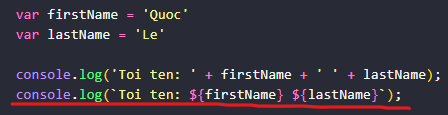 var firstName = 'Quoc'
var lastName = 'Le'
console.log('Toi ten: ' + firstName + ' ' + lastName);
console.log(`Toi ten: ${firstName} ${lastName}`);